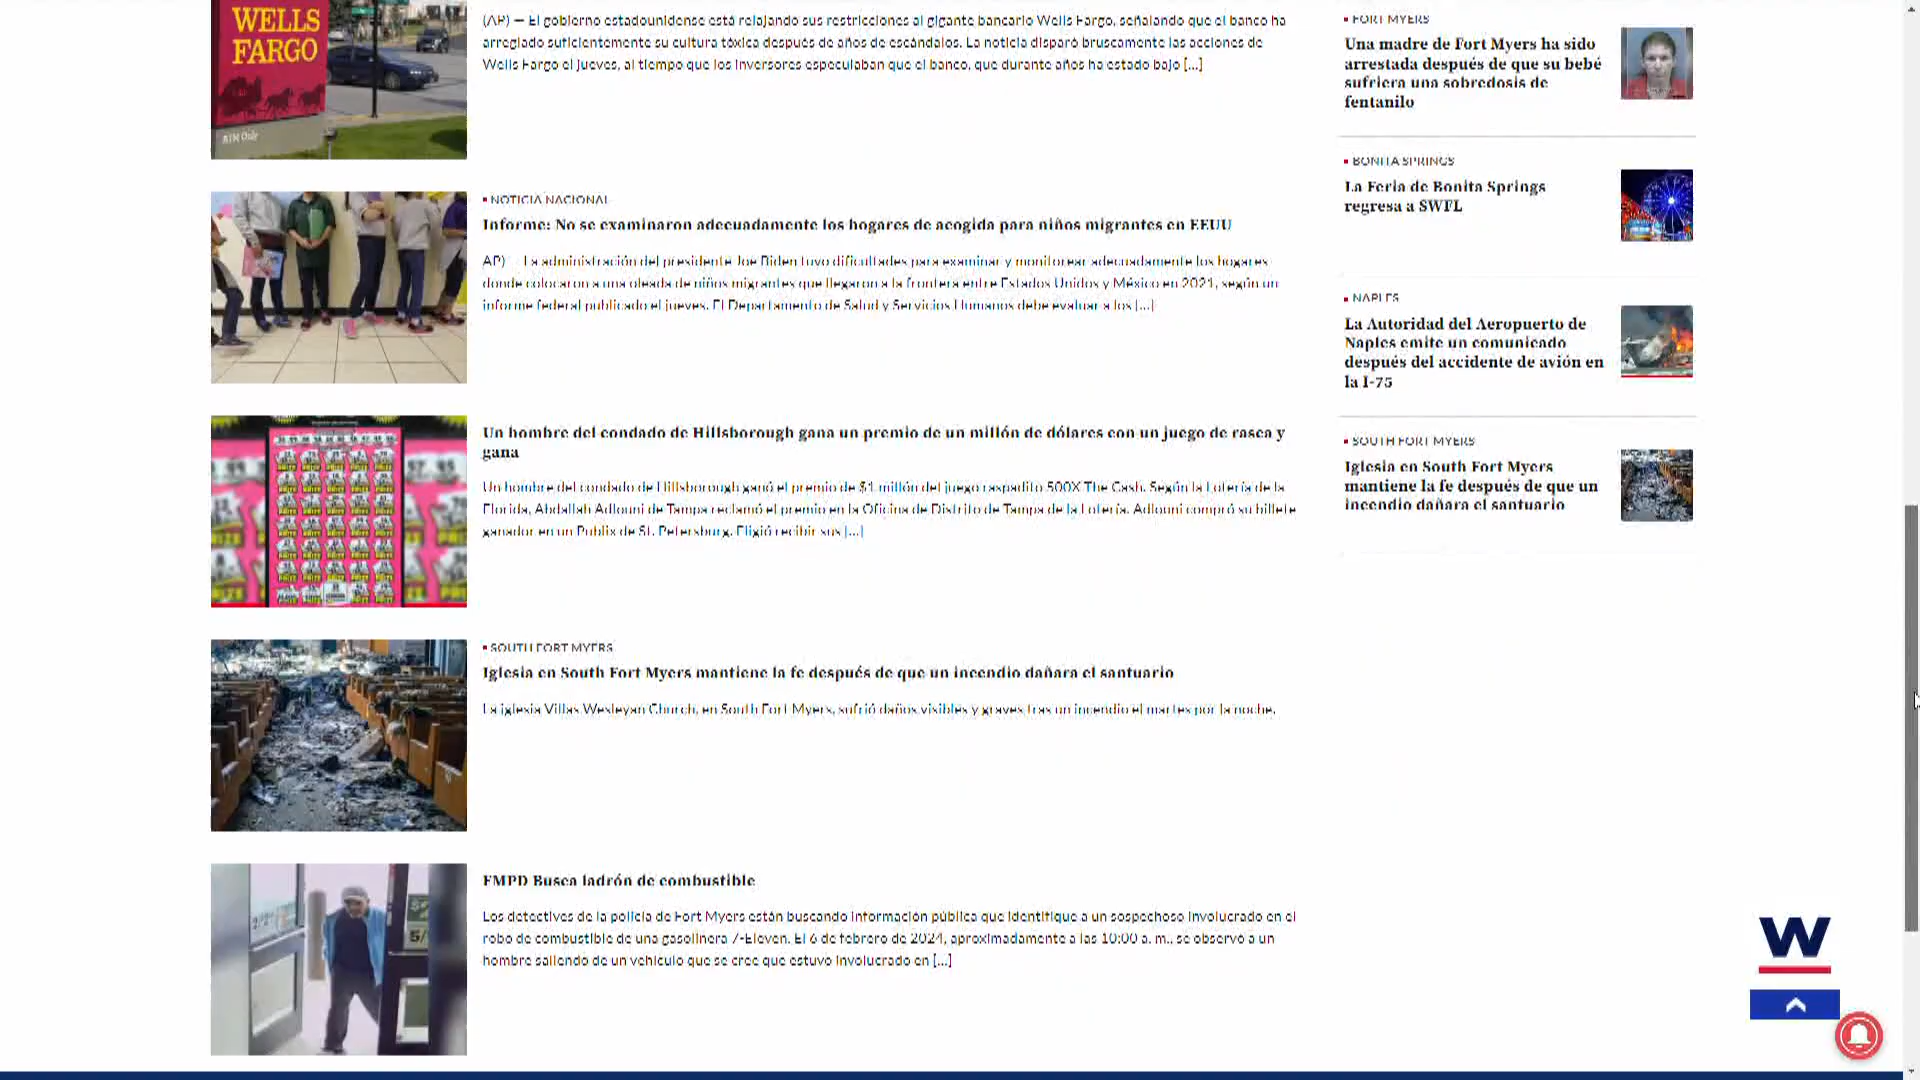 WELLS
FARGO
ATM Only
(AP) — El gobierno estadounidense está relajando sus restricciones al gigante bancario Wells Fargo, señalando que el banco ha
arreglado suficientemente su cultura tóxica después de años de escándalos. La noticia disparó bruscamente las acciones de
Wells Fargo el jueves, al tiempo que los inversores especulaban que el banco, que durante años ha estado bajo [...]
NOTICIA NACIONAL
Informe: No se examinaron adecuadamente los hogares de acogida para niños migrantes en EEUU
AP) — La administración del presidente Joe Biden tuvo dificultades para examinar y monitorear adecuadamente los hogares
donde colocaron a una oleada de niños migrantes que llegaron a la frontera entre Estados Unidos y México en 2021, según un
informe federal publicado el jueves. El Departamento de Salud y Servicios Humanos debe evaluar a los [...]
Un hombre del condado de Hillsborough gana un premio de un millón de dólares con un juego de rasca y
gana
Un hombre del condado de Hillsborough ganó el premio de $1 millón del juego raspadito 500X The Cash. Según la Lotería de la
Florida, Abdallah Adlouni de Tampa reclamó el premio en la Oficina de Distrito de Tampa de la Lotería. Adlouni compró su billete
ganador en un Publix de St. Petersburg. Eligió recibir sus [...]
SOUTH FORT MYERS
Iglesia en South Fort Myers mantiene la fe después de que un incendio dañara el santuario
La iglesia Villas Wesleyan Church, en South Fort Myers, sufrió daños visibles y graves tras un incendio el martes por la noche.
FMPD Busca ladrón de combustible
Los detectives de la policía de Fort Myers están buscando información pública que identifique a un sospechoso involucrado en el
robo de combustible de una gasolinera 7-Eleven. El 6 de febrero de 2024, aproximadamente a las 10:00 a. m., se observó a un
hombre saliendo de un vehículo que se cree que estuvo involucrado en [...]
FORT MYERS
Una madre de Fort Myers ha sido
arrestada después de que su bebé
sufriera una sobredosis de
fentanilo
BONITA SPRINGS
La Feria de Bonita Springs
regresa a SWFL
NAPLES
La Autoridad del Aeropuerto de
Naples emite un comunicado
después del accidente de avión en
la I-75
SOUTH FORT MYERS
Iglesia en South Fort Myers
mantiene la fe después de que un
incendio dañara el santuario
W